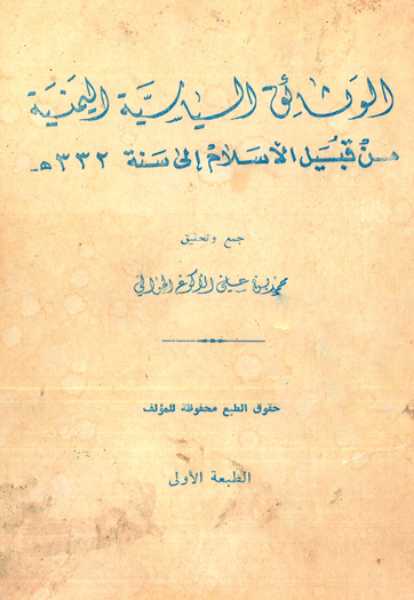 الوثائق السياسية اليمنية
من قبيل الاسلام إلى سنة ٣٣٢ هـ
جمع وتحقيق
محمد بن علي الأكوع الحوالي
حقوق الطبع محفوظة للمؤلف
الطبعة الأولى